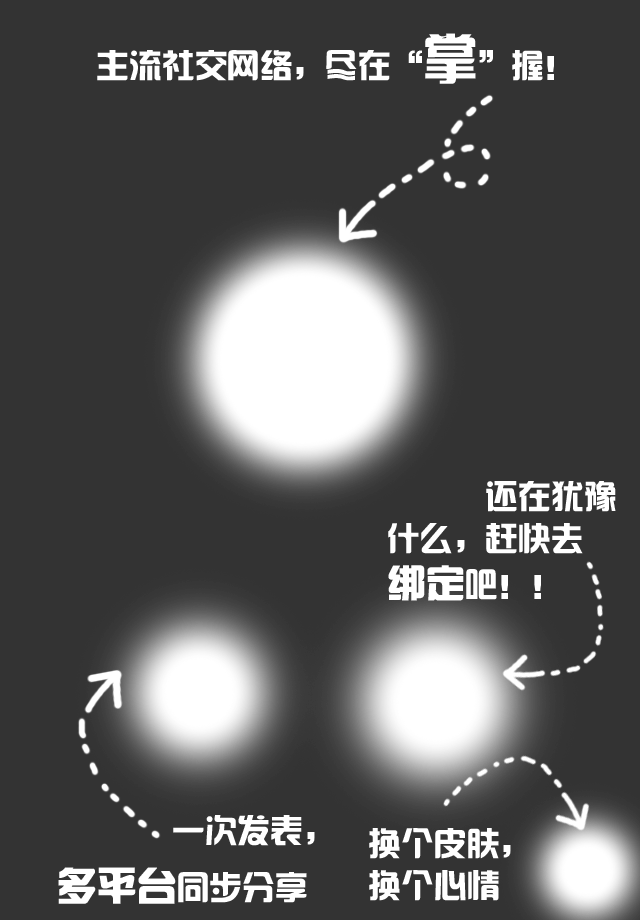 主流社交网络，尽在“掌”握!
还在犹豫
什么，赶快去
绑定吧！！
一次发表，
多平台同步分享
换个皮肤，
换个心情